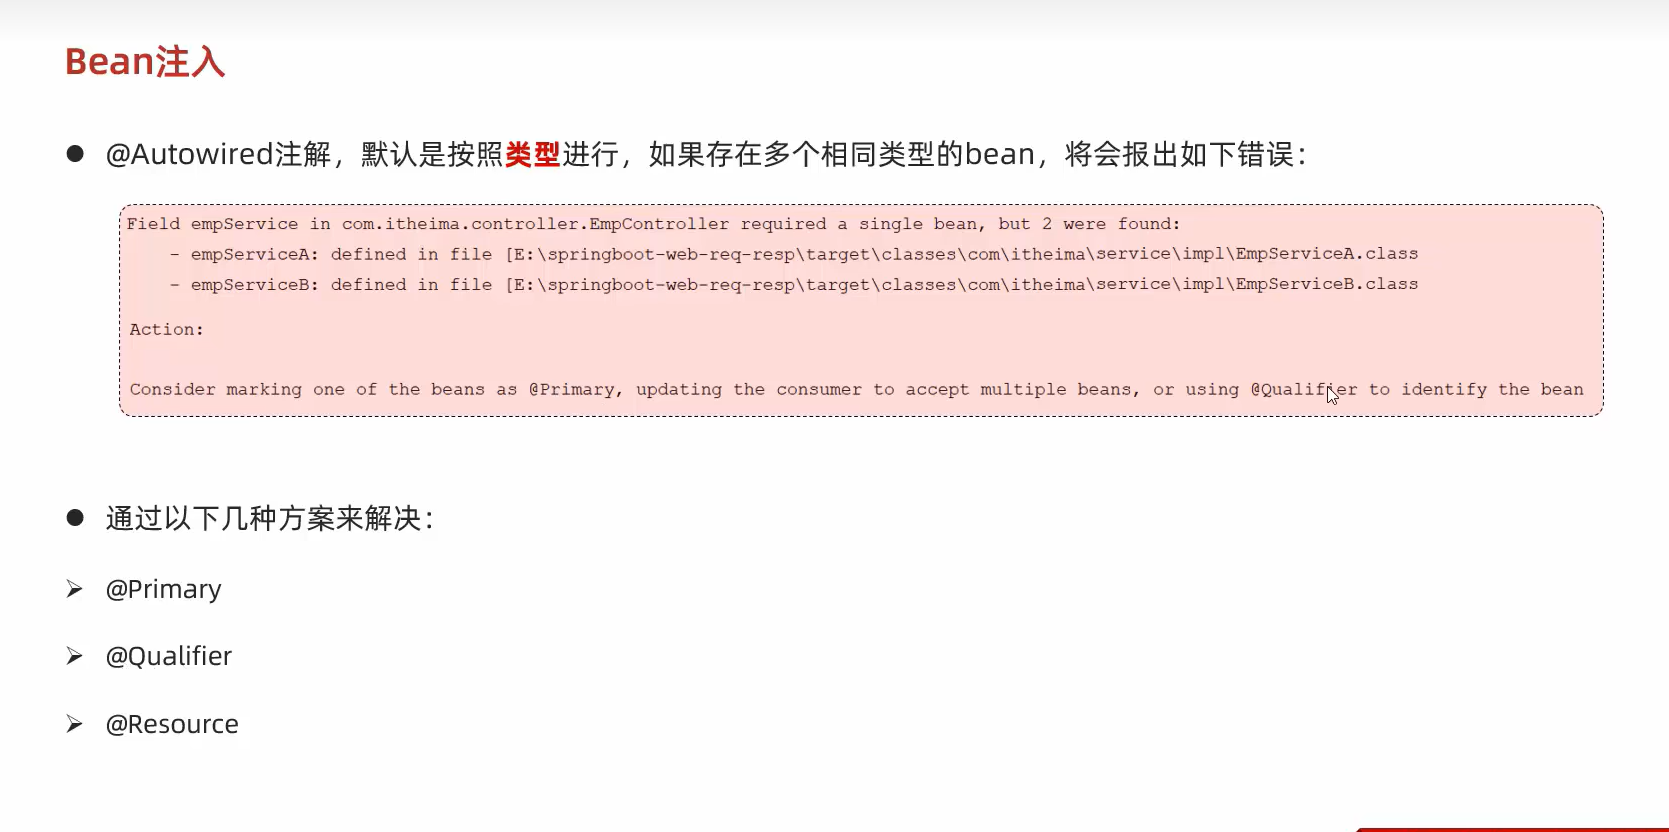 Bean注入
● @Autowired注解，默认是按照类型进行，如果存在多个相同类型的bean，将会报出如下错误：
Field empService in com.itheima.controller.EmpController required a single bean, but 2 were found:
- empServiceA: defined in file [E:\springboot-web-req-resp\target\classes\com\itheima\service\impl\EmpServiceA.class
- empServiceB: defined in file [E:\springboot-web-req-resp\target\classes\com\itheima\service\impl\EmpServiceB.class
Action:
Consider marking one of the beans as @Primary, updating the consumer to accept multiple beans, or using @Qualifier to identify the bean
● 通过以下几种方案来解决：
➢ @Primary
➢ @Qualifier
➢ @Resource